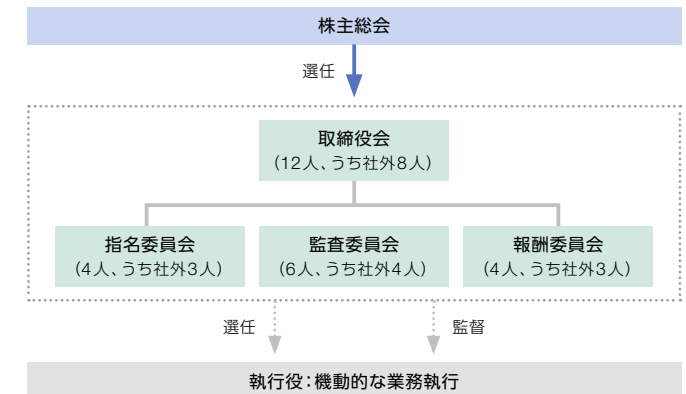 株主総会
選任
取締役会
(12人、うち社外8人)
指名委員会
(4人、うち社外3人)
監査委員会
(6人、うち社外4人)
報酬委員会
(4人、うち社外3人)
選任
監督
執行役：機動的な業務執行